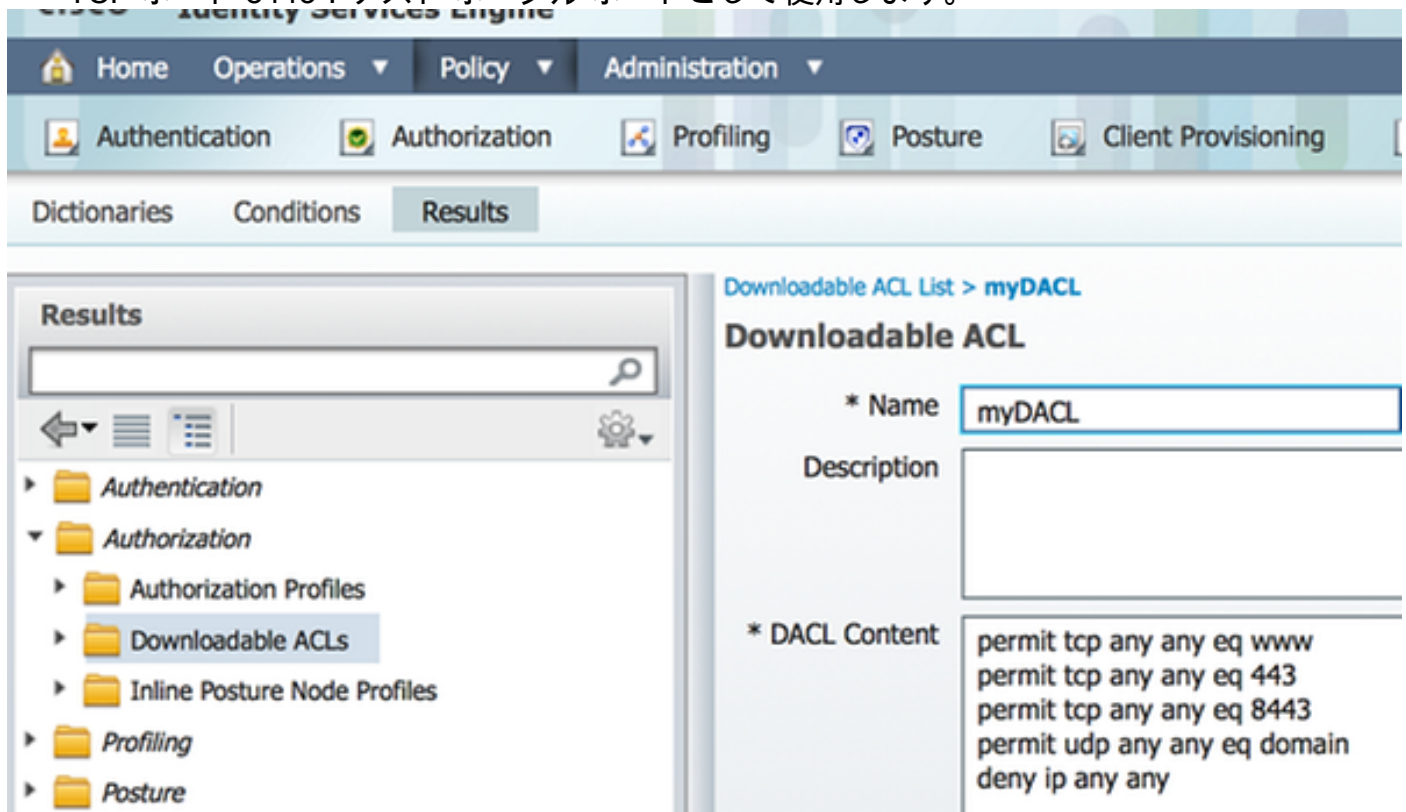 Identity Services Engine
Home Operations Policy Administration
Authentication Authorization Profiling Posture Client Provisioning
Dictionaries Conditions Results
Results
Authentication
Authorization
Authorization Profiles
Downloadable ACLs
Inline Posture Node Profiles
Profiling
Posture
Downloadable ACL List > myDACL
Downloadable ACL
* Name myDACL
Description
* DACL Content permit tcp any any eq www
permit tcp any any eq 443
permit tcp any any eq 8443
permit udp any any eq domain
deny ip any any